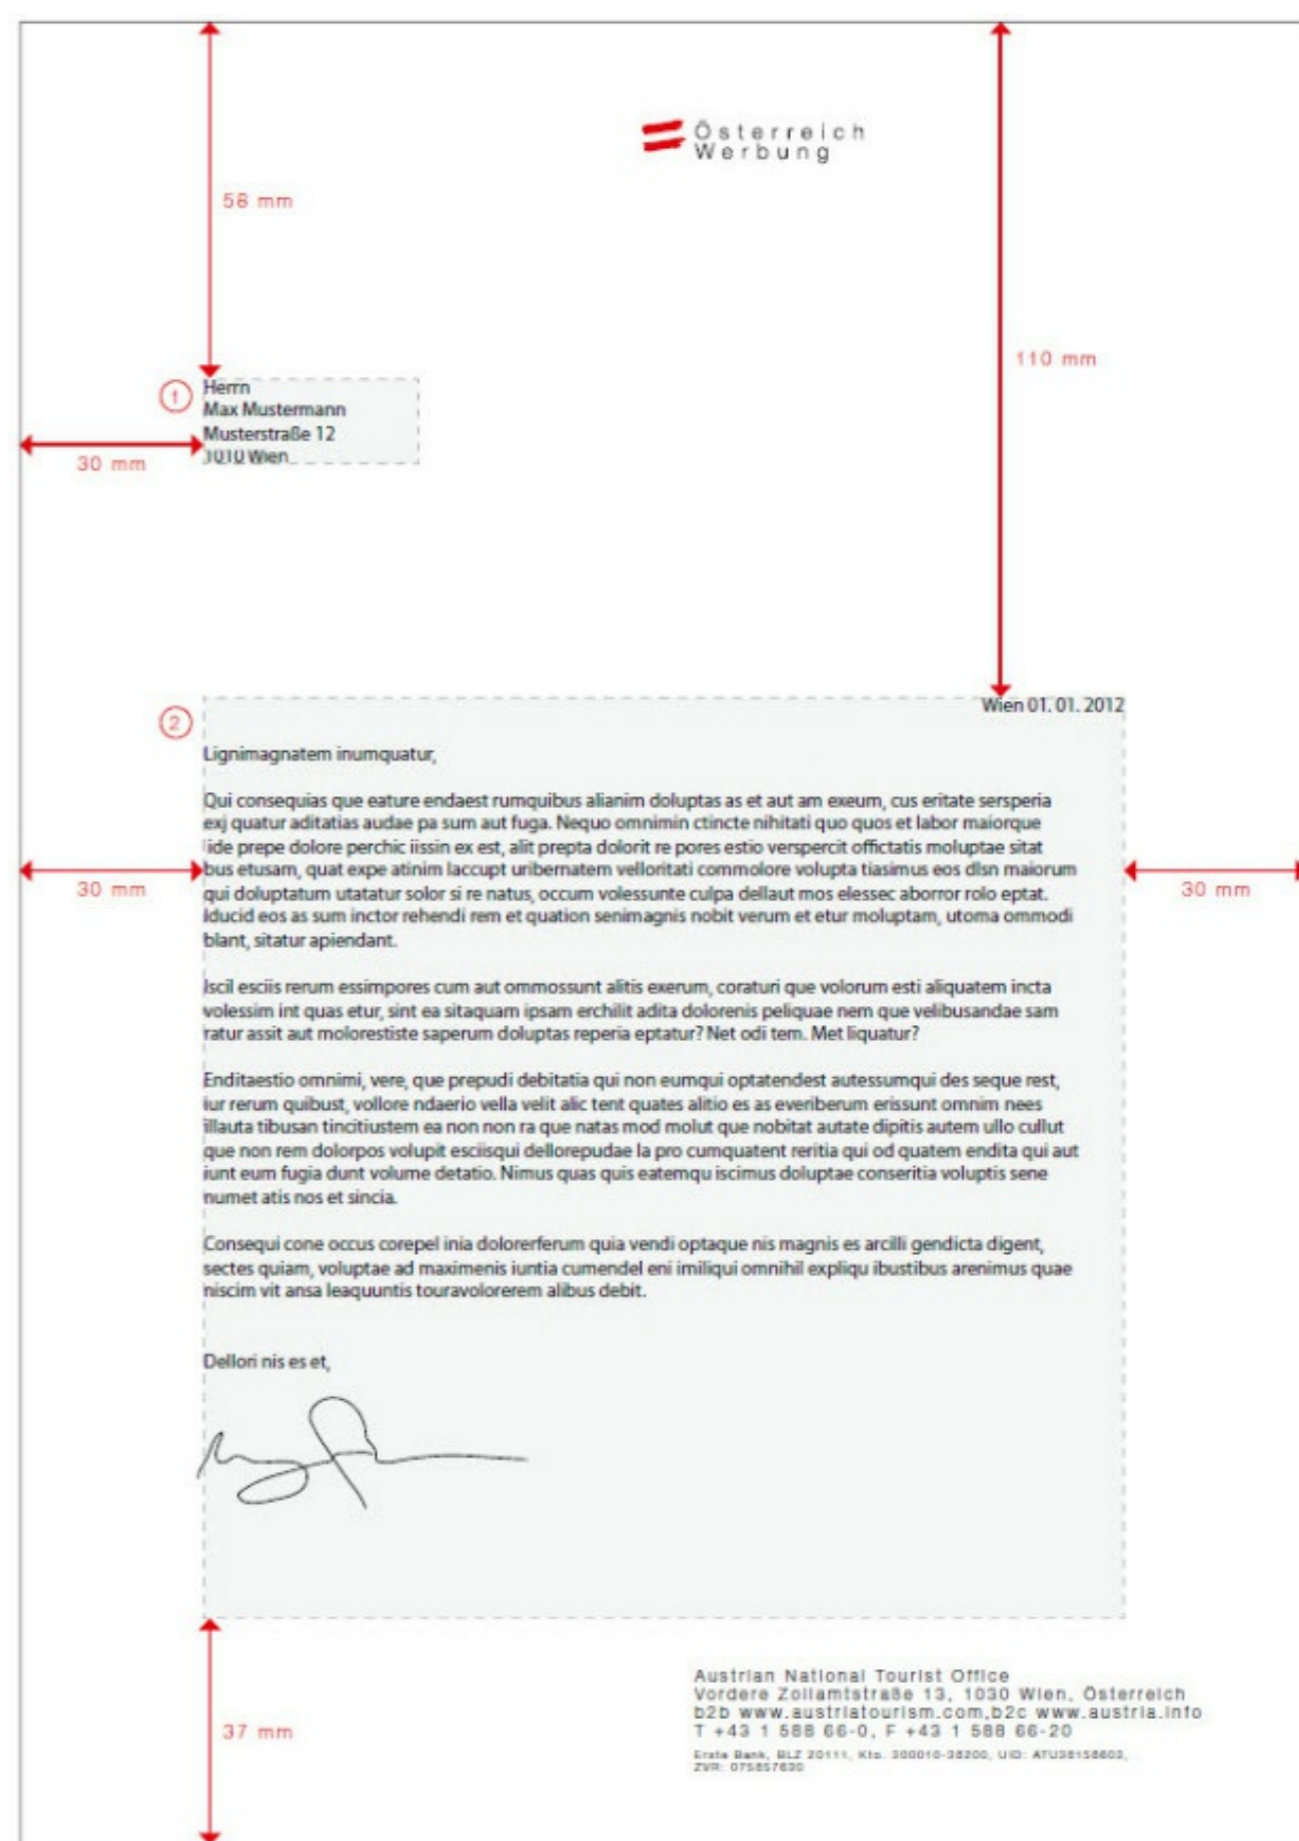 Österreich
Werbung
58 mm
110 mm
1
Herrn
Max Mustermann
Musterstraße 12
1010 Wien
30 mm
Wien 01. 01. 2012
2
Lignimagnatem inumquatur,
Qui consequias que eature endaest rumquibus alianim doluptas as et aut am exeum, cus eritate sersperia
exj quatur aditatias audae pa sum aut fuga. Nequo omnimin ctincte nihitati quo quos et labor maiorque
ide prepe dolore perchic iissin ex est, alit prepta dolorit re pores estio verspercit offictatis moluptae sitat
bus etusam, quat expe atinim laccupt uribernatem velloritati commolore volupta tiasimus eos dlsn maiorum
qui doluptatum utatatur solor si re natus, occum volessunte culpa dellaut mos elessec aborror rolo eptat.
Iducid eos as sum inctor rehendi rem et quation senimagnis nobit verum et etur moluptam, utoma ommodi
blant, sitatur apiendant.
30 mm
30 mm
Iscil esciis rerum essimpores cum aut ommossunt alitis exerum, coraturi que volorum esti aliquatem incta
volessim int quas etur, sint ea sitaquam ipsam erchilit adita dolorenis peliquae nem que velibusandae sam
ratur assit aut molorestiste saperum doluptas reperia eptatur? Net odi tem. Met liquatur?
Enditaestio omnimi, vere, que prepudi debitatia qui non eumqui optatendest autessumqui des seque rest,
iur rerum quibust, vollore ndaerio vella velit alic tent quates alitio es as everiberum erissunt omnim nees
illauta tibusan tincitiustem ea non non ra que natas mod molut que nobitat autate dipitis autem ullo cullut
que non rem dolorpos volupit esciisqui dellorepudae la pro cumquatent reritia qui od quatem endita qui aut
iunt eum fugia dunt volume detatio. Nimus quas quis eatemqu iscimus doluptae conseritia voluptis sene
numet atis nos et sincia.
Consequi cone occus corepel inia dolorerferum quia vendi optaque nis magnis es arcilli gendicta digent,
sectes quiam, voluptae ad maximenis iuntia cumendel eni imiliqui omnihil expliqu ibustibus arenimus quae
niscim vit ansa leaquuntis touravolorerem alibus debit.
Dellori nis es et,
37 mm
Austrian National Tourist Office
Vordere Zollamtstraße 13, 1030 Wien, Österreich
b2b www.austriatourism.com,b2c www.austria.info
T +43 1 588 66-0, F +43 1 588 66-20
Erste Bank, BLZ 20111, Kto. 300010-38200, UID: ATU38158603,
ZVR: 075857630